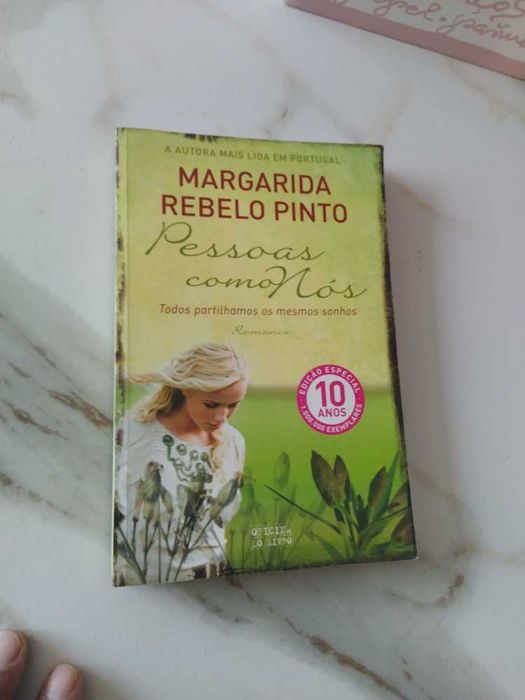 A AUTORA MAIS LIDA EM PORTUGAL
MARGARIDA
REBELO PINTO
Pessoas
como Nós
Todos partilhamos os mesmos sonhos
Romance
EDIÇÃO ESPECIAL
10
ANOS
1.000.000 EXEMPLARES
OFICINA
DO LIVRO